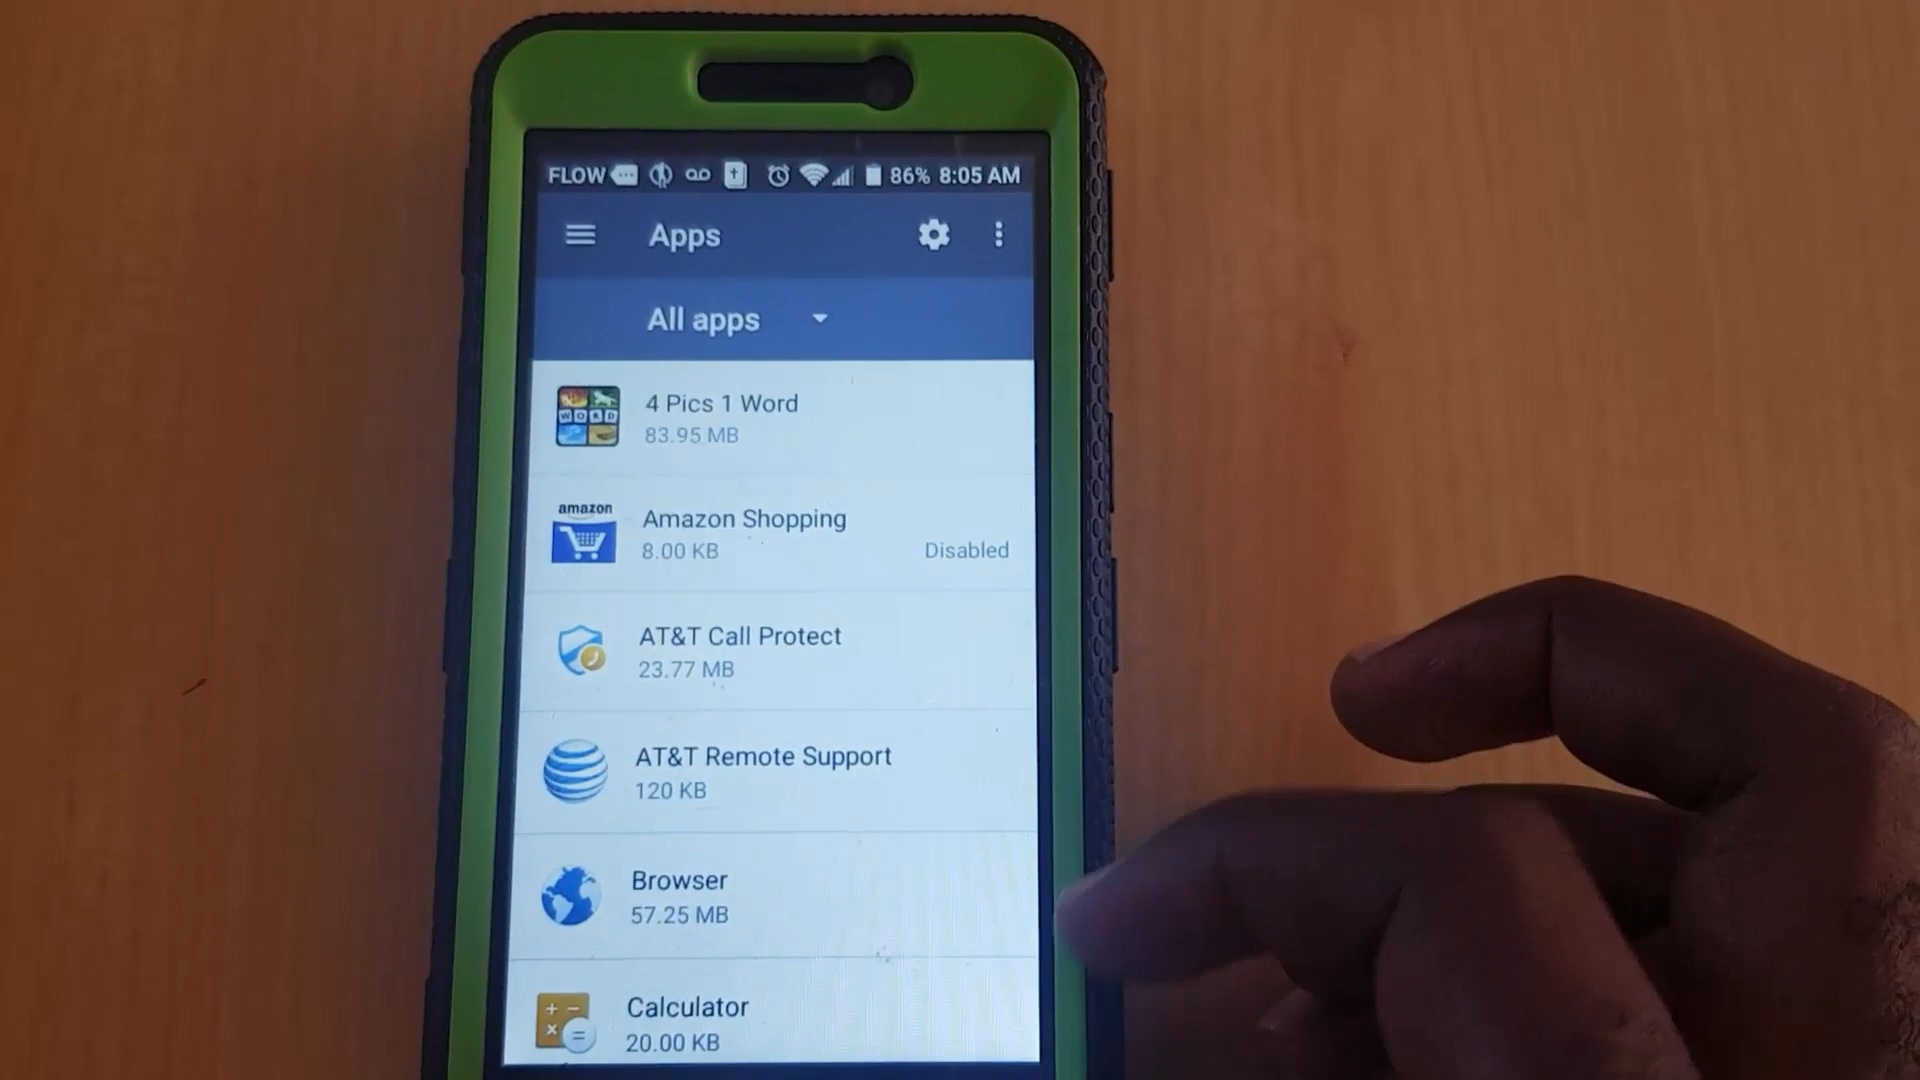 FLOW 86% 8:05 AM
Apps
All apps
WORD
4 Pics 1 Word
83.95 MB
amazon
Amazon Shopping
8.00 KB
Disabled
AT&T Call Protect
23.77 MB
AT&T Remote Support
120 KB
Browser
57.25 MB
+ −
× =
Calculator
20.00 KB